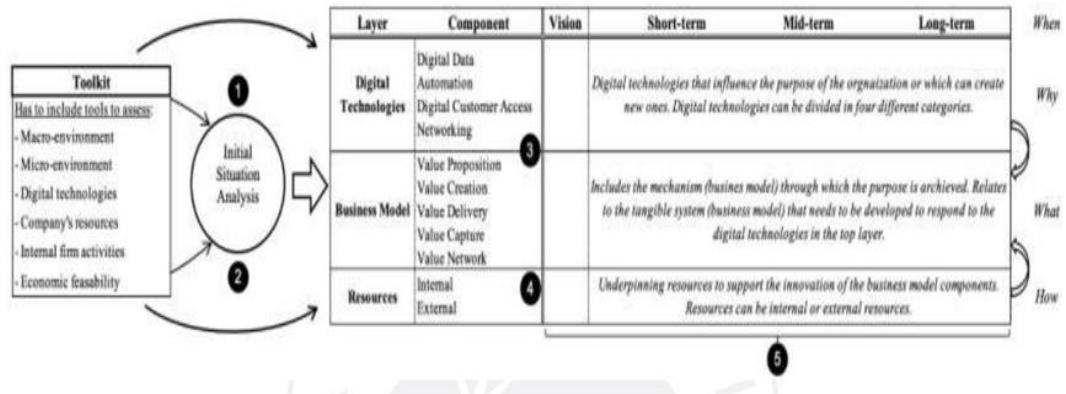 Layer Component Vision Short-term Mid-term Long-term When
Toolkit
Has to include tools to assess:
- Macro-environment
- Micro-environment
- Digital technologies
- Company's resources
- Internal firm activities
- Economic feasability
1
Initial
Situation
Analysis
2
Digital
Technologies
Digital Data
Automation
Digital Customer Access
Networking
Digital technologies that influence the purpose of the orgnaization or which can create
new ones. Digital technologies can be divided in four different categories.
Why
3
Business Model
Value Proposition
Value Creation
Value Delivery
Value Capture
Value Network
Includes the mechanism (busines model) through which the purpose is archieved. Relates
to the tangible system (business model) that needs to be developed to respond to the
digital technologies in the top layer.
What
Resources
Internal
External
4
Underpinning resources to support the innovation of the business model components.
Resources can be internal or external resources.
How
5